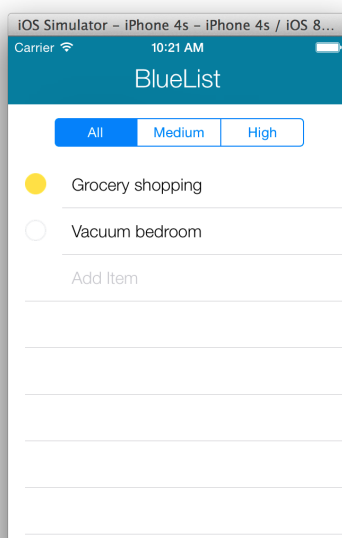 iOS Simulator – iPhone 4s – iPhone 4s / iOS 8...
Carrier 10:21 AM
BlueList
All Medium High
Grocery shopping
Vacuum bedroom
Add Item